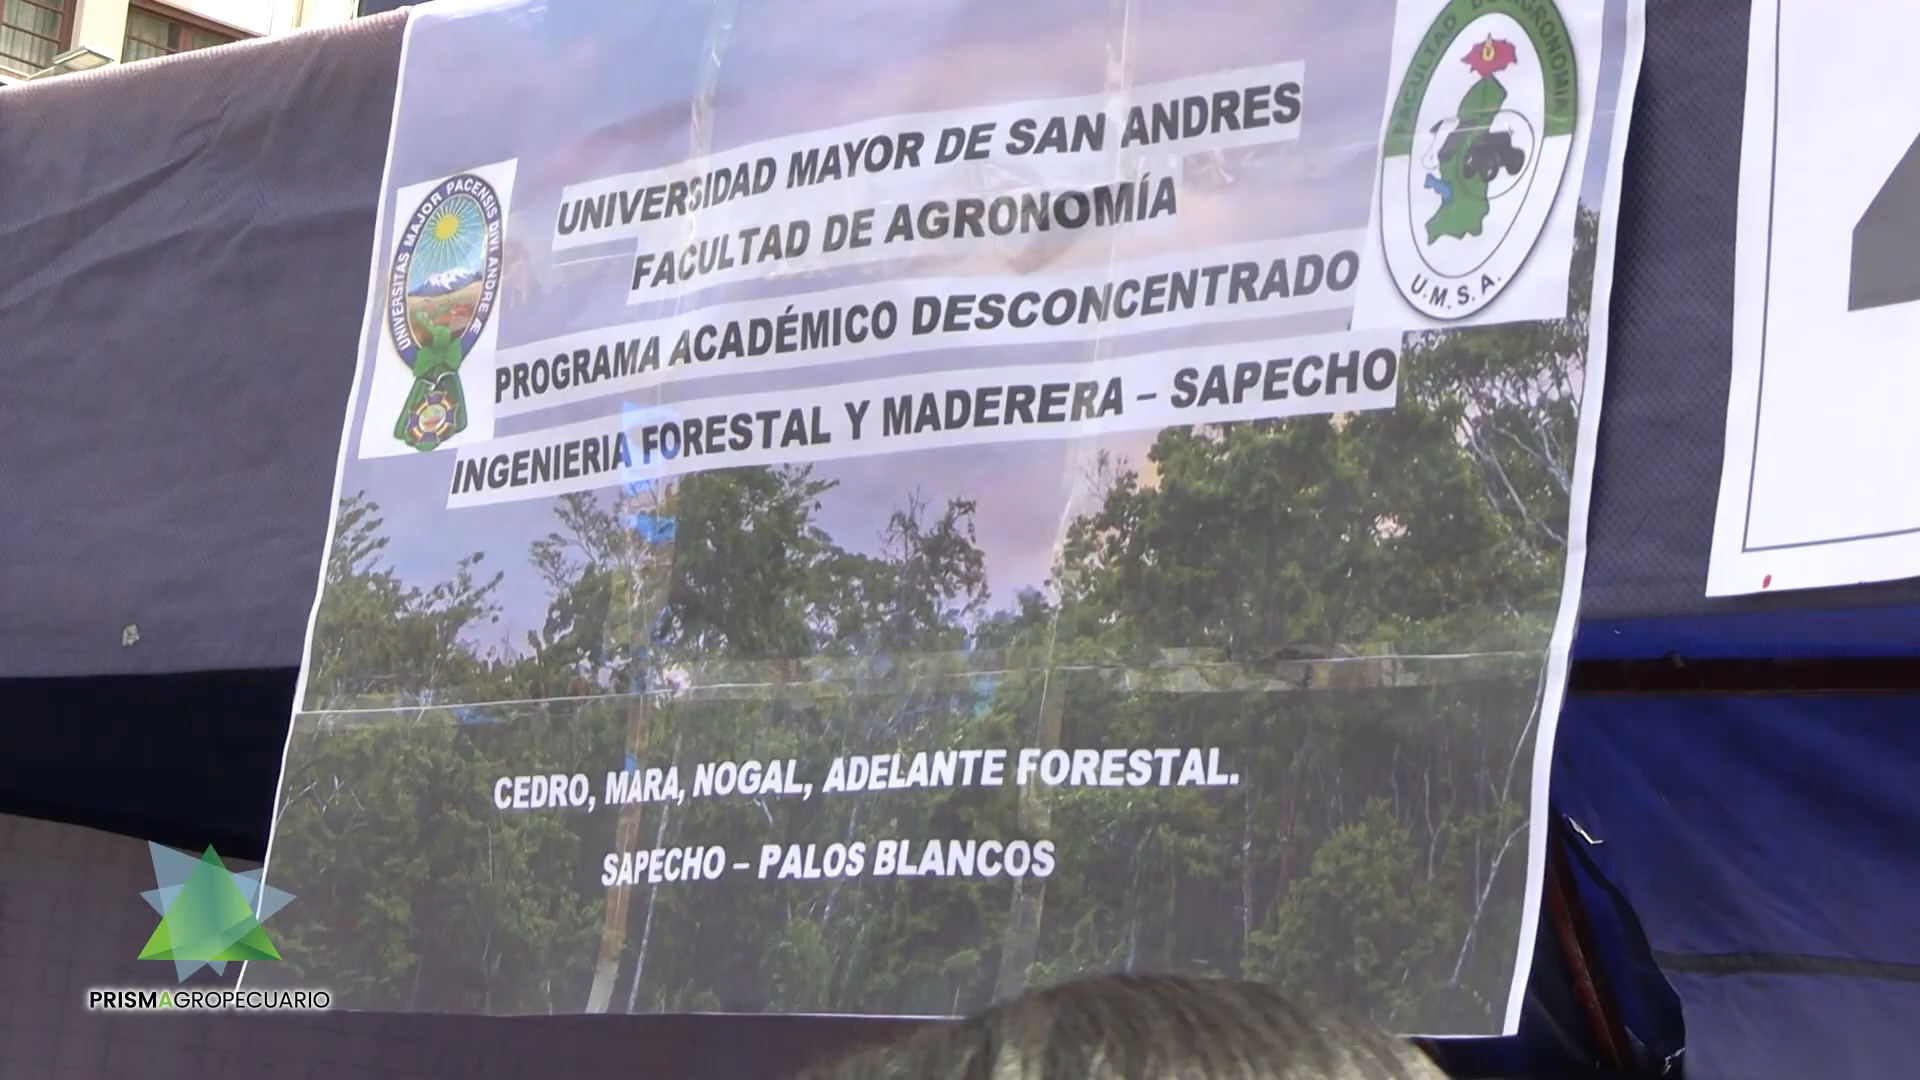 UNIVERSIDAD MAYOR DE SAN ANDRES
FACULTAD DE AGRONOMÍA
PROGRAMA ACADÉMICO DESCONCENTRADO
INGENIERIA FORESTAL Y MADERERA – SAPECHO
UNIVERSITAS MAJOR PACENSIS DIVI ANDRE Æ
FACULTAD DE AGRONOMIA
U.M.S.A.
CEDRO, MARA, NOGAL, ADELANTE FORESTAL.
SAPECHO – PALOS BLANCOS
PRISMAGROPECUARIO